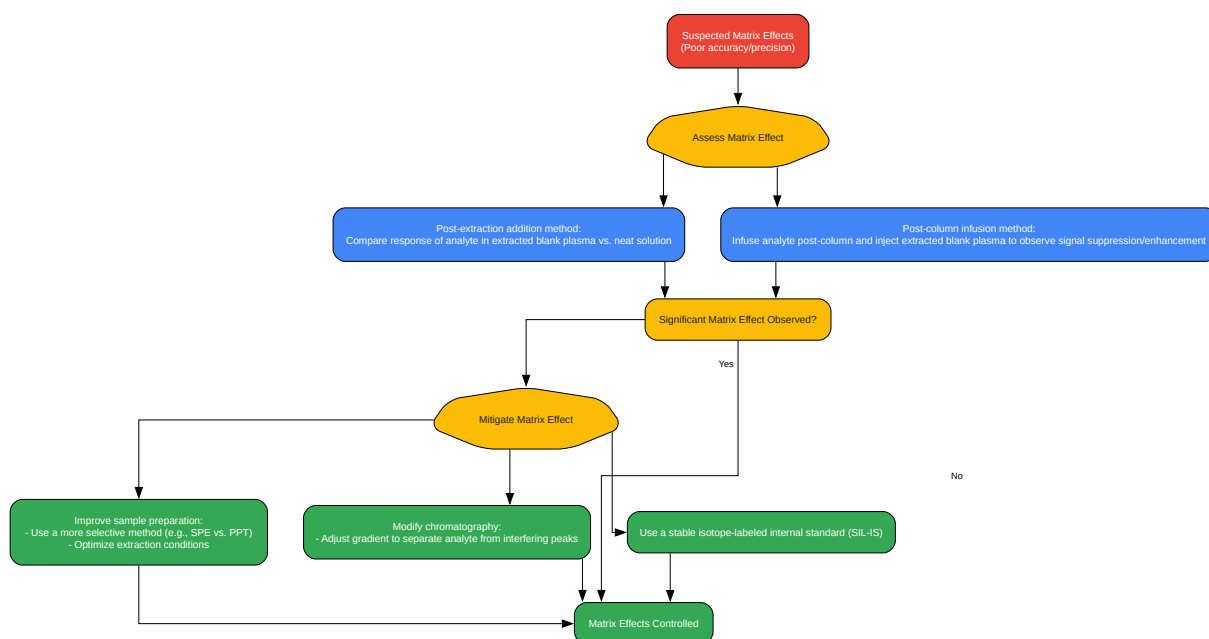 Suspected Matrix Effects
(Poor accuracy/precision)
Assess Matrix Effect
Post-extraction addition method:
Compare response of analyte in extracted blank plasma vs. neat solution
Post-column infusion method:
Infuse analyte post-column and inject extracted blank plasma to observe signal suppression/enhancement
Significant Matrix Effect Observed?
Yes
Mitigate Matrix Effect
No
Improve sample preparation:
- Use a more selective method (e.g., SPE vs. PPT)
- Optimize extraction conditions
Modify chromatography:
- Adjust gradient to separate analyte from interfering peaks
Use a stable isotope-labeled internal standard (SIL-IS)
Matrix Effects Controlled